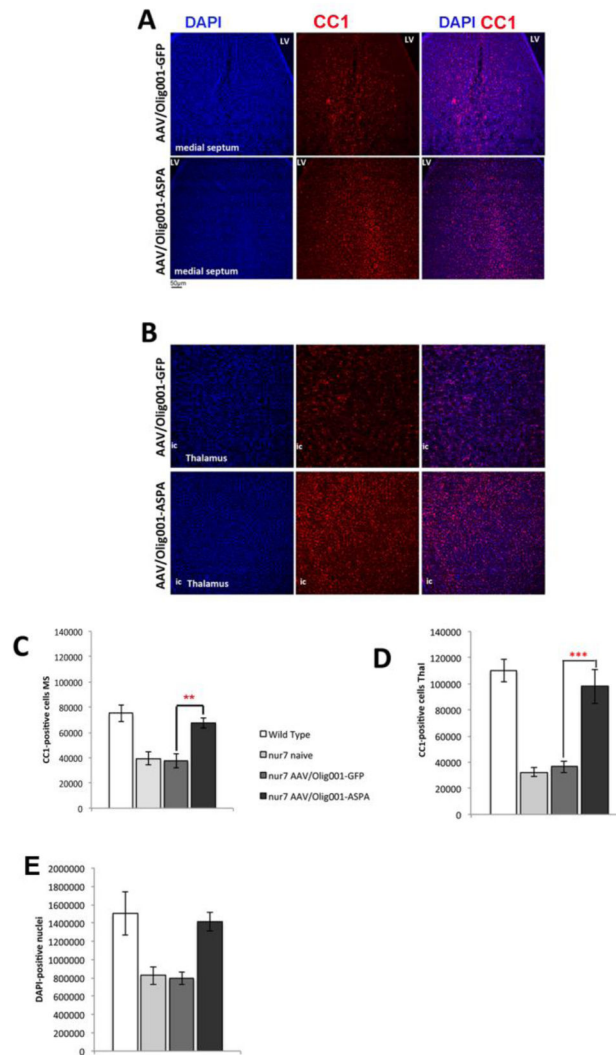 A
DAPI
CC1
DAPI CC1
AAV/Olig001-GFP
LV
LV
medial septum
AAV/Olig001-ASPA
LV
LV
medial septum
50µm
B
AAV/Olig001-GFP
ic
ic
ic
Thalamus
AAV/Olig001-ASPA
ic
Thalamus
ic
ic
C
CC1-positive cells MS
140000
120000
100000
80000
60000
40000
20000
0
**
Wild Type
nur7 naive
nur7 AAV/Olig001-GFP
nur7 AAV/Olig001-ASPA
D
CC1-positive cells Thal
140000
120000
100000
80000
60000
40000
20000
0
***
E
DAPI-positive nuclei
2000000
1800000
1600000
1400000
1200000
1000000
800000
600000
400000
200000
0